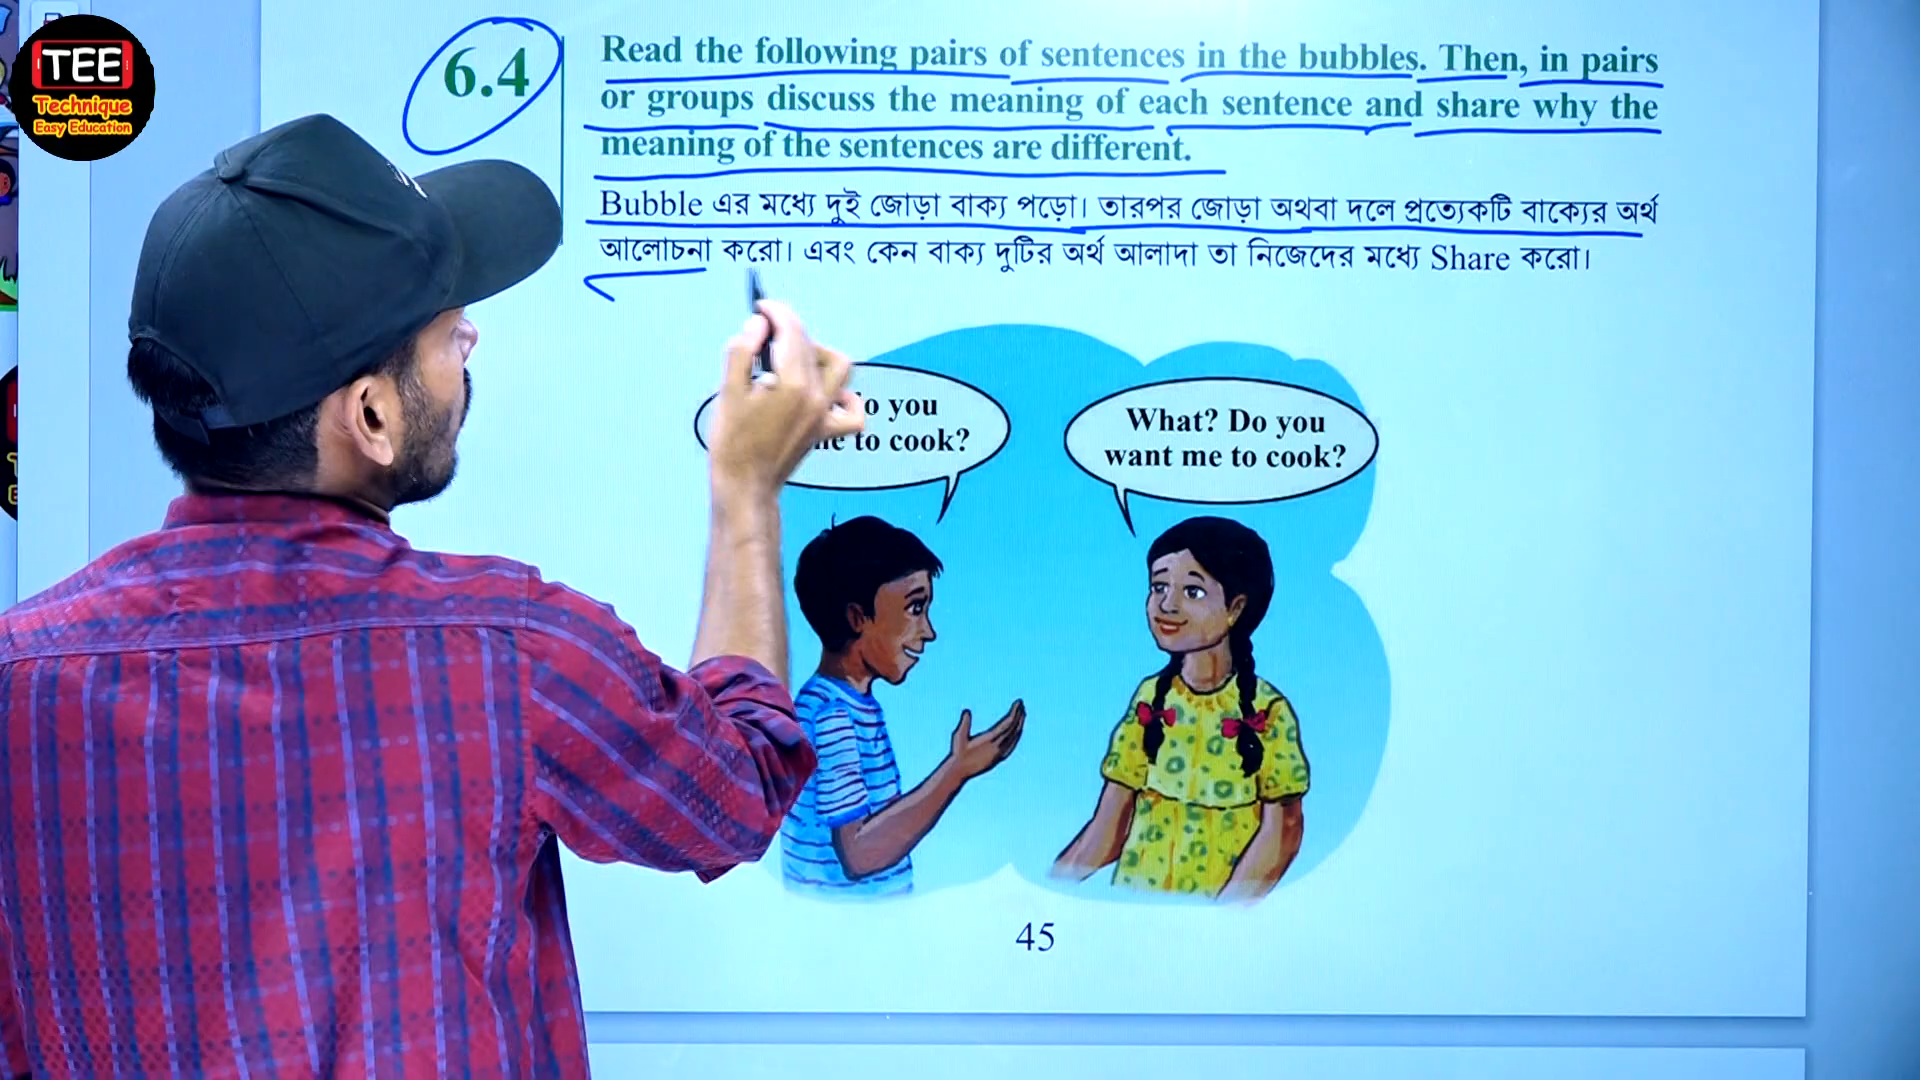 TEE
Technique
Easy Education
6.4
Read the following pairs of sentences in the bubbles. Then, in pairs
or groups discuss the meaning of each sentence and share why the
meaning of the sentences are different.
Bubble এর মধ্যে দুই জোড়া বাক্য পড়ো। তারপর জোড়া অথবা দলে প্রত্যেকটি বাক্যের অর্থ
আলোচনা করো। এবং কেন বাক্য দুটির অর্থ আলাদা তা নিজেদের মধ্যে Share করো।
you
to cook?
What? Do you
want me to cook?
45